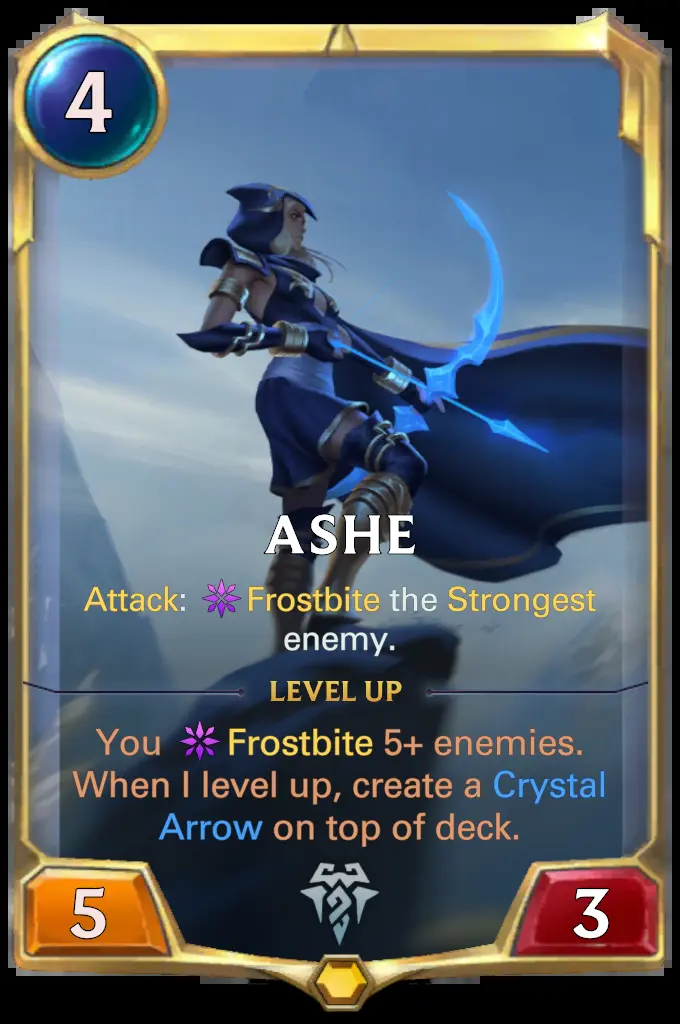 4
ASHE
Attack: Frostbite the Strongest
enemy.
LEVEL UP
You Frostbite 5+ enemies.
When I level up, create a Crystal
Arrow on top of deck.
5
3